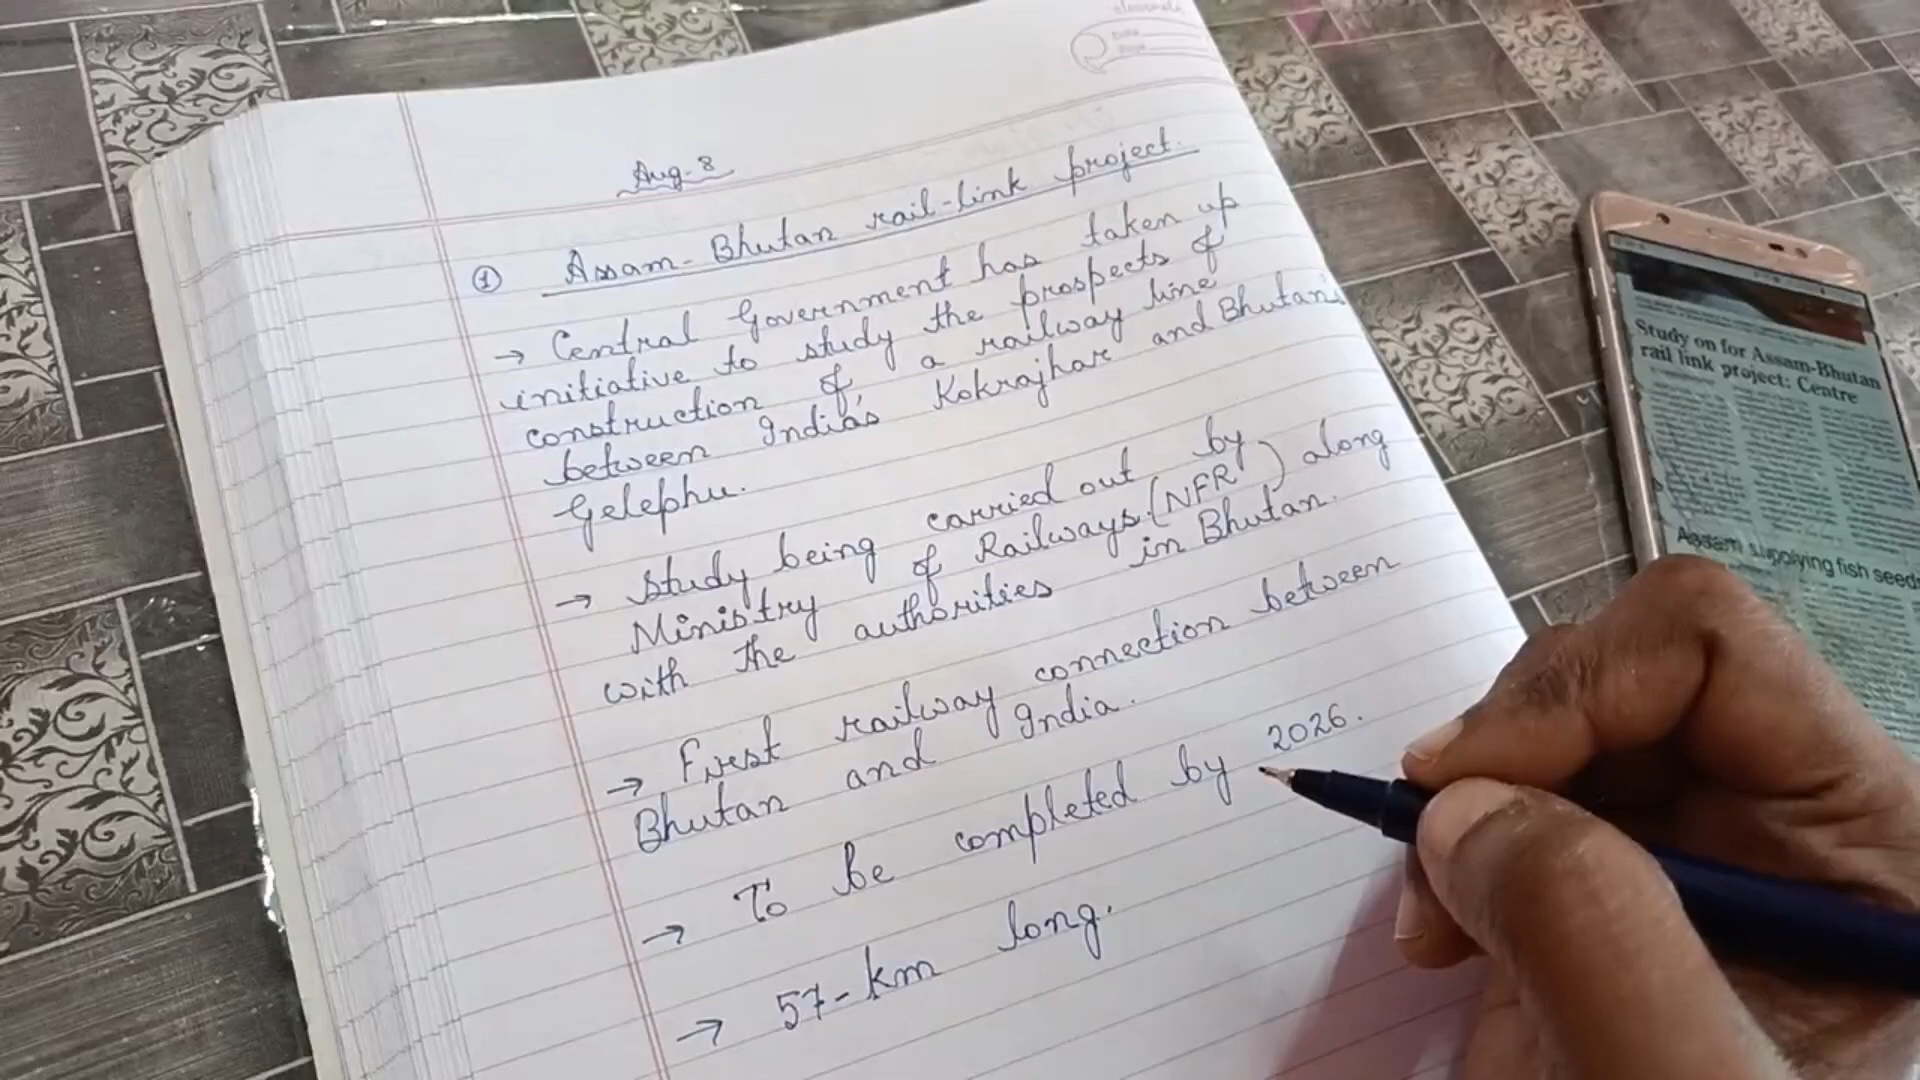 classmate
Date
Page
Aug-8
① Assam-Bhutan rail-link project.
→ Central Government has taken up
initiative to study the prospects of
construction of a railway line
between India's Kokrajhar and Bhutan's
Gelephu.
→ Study being carried out by
Ministry of Railways.(NFR) along
with the authorities in Bhutan.
→ First railway connection between
Bhutan and India.
→ To be completed by 2026.
→ 57-km long.
Study on for Assam-Bhutan
rail link project: Centre
Assam supplying fish seeds